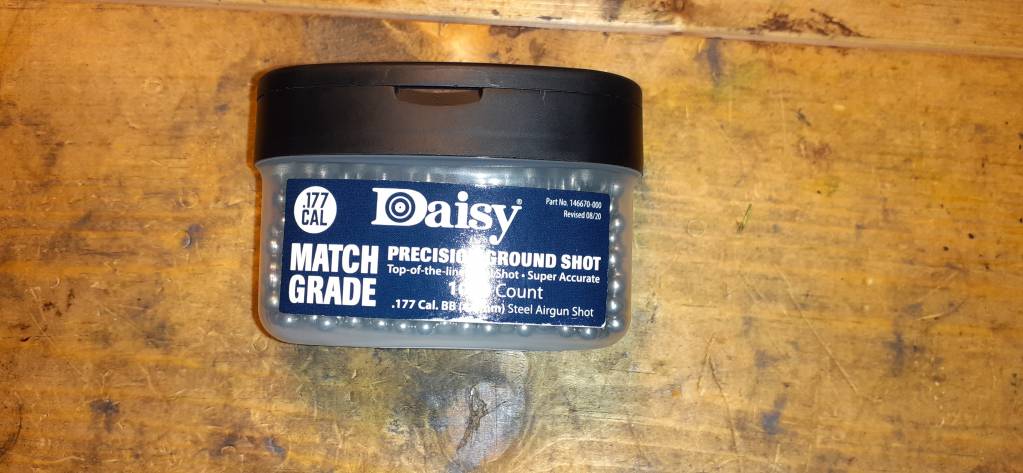 .177
CAL
Daisy®
Part No. 146670-000
Revised 08/20
MATCH
GRADE
PRECISION GROUND SHOT
Top-of-the-line Shot • Super Accurate
Count
.177 Cal. BB Steel Airgun Shot